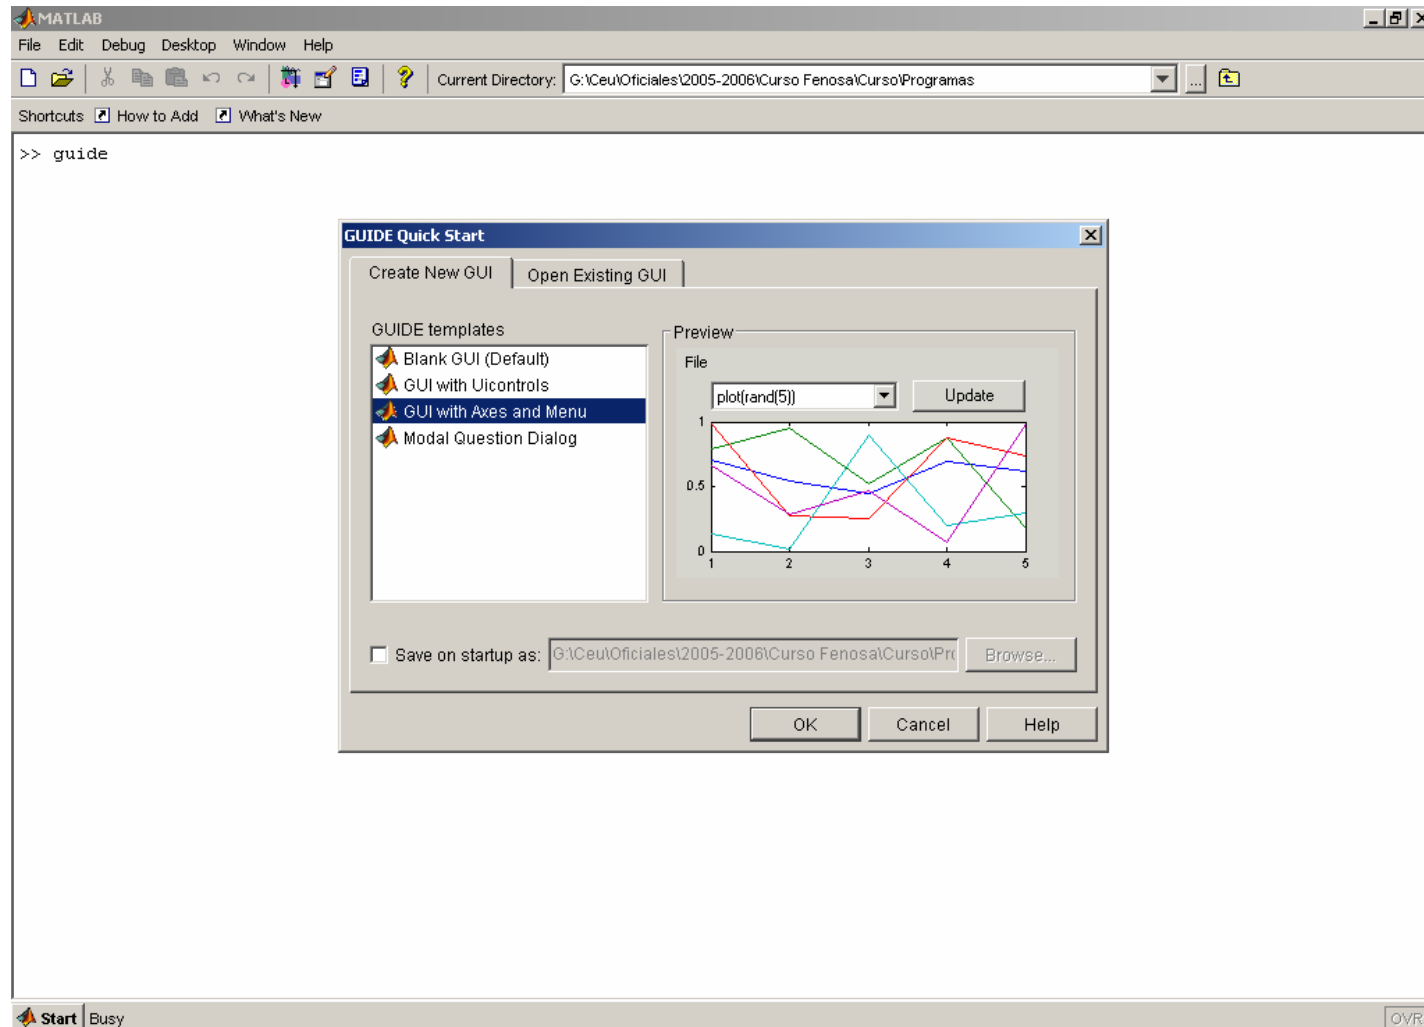 MATLAB
File Edit Debug Desktop Window Help
Current Directory: G:\Ceu\Oficiales\2005-2006\Curso Fenosa\Curso\Programas ...
Shortcuts How to Add What's New
>> guide
GUIDE Quick Start
Create New GUI Open Existing GUI
GUIDE templates
Blank GUI (Default)
GUI with Uicontrols
GUI with Axes and Menu
Modal Question Dialog
Preview
File
plot(rand(5)) Update
1
0.5
0
1 2 3 4 5
Save on startup as: G:\Ceu\Oficiales\2005-2006\Curso Fenosa\Curso\Pro Browse...
OK Cancel Help
Start Busy OVR